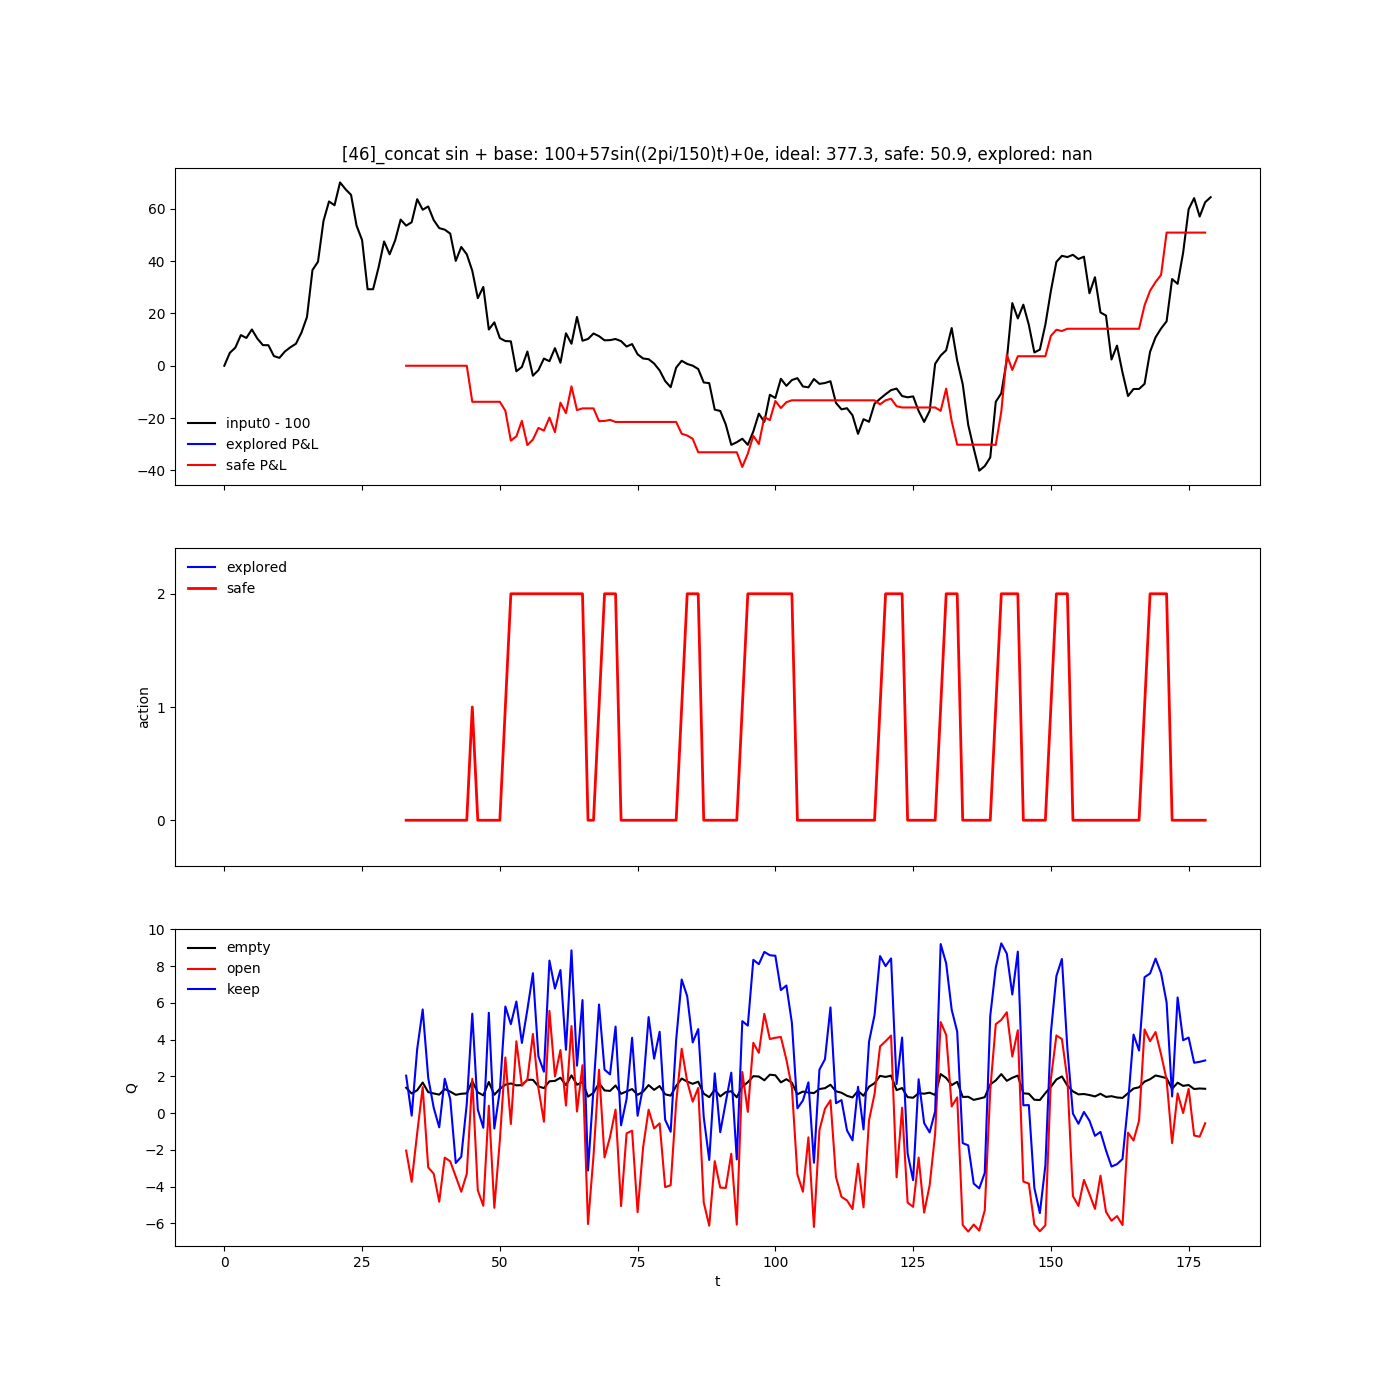 [46]_concat sin + base: 100+57sin((2pi/150)t)+0e, ideal: 377.3, safe: 50.9, explored: nan
60
40
20
0
−20
−40
input0 - 100
explored P&L
safe P&L
explored
safe
2
1
0
action
empty
open
keep
10
8
6
4
2
0
−2
−4
−6
Q
0 25 50 75 100 125 150 175
t